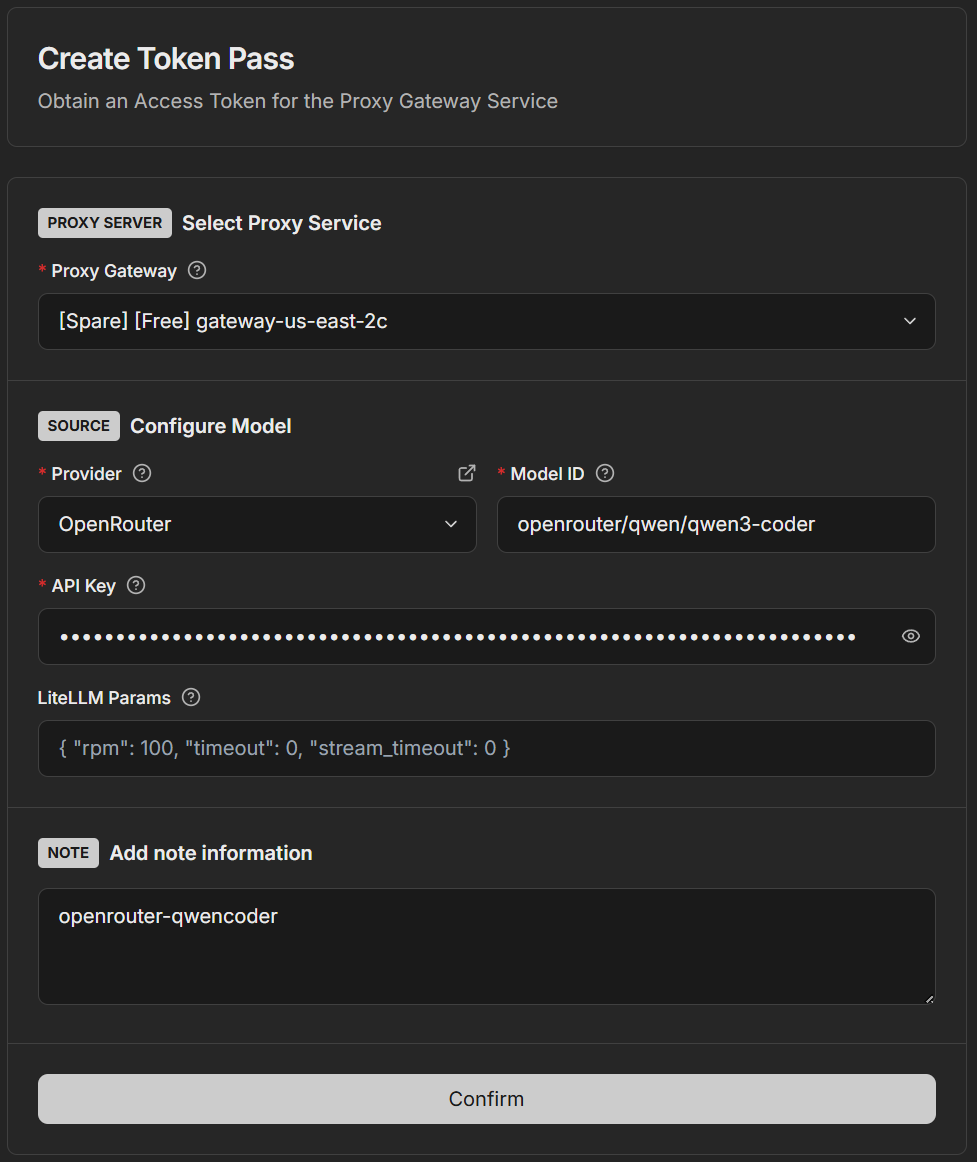 Create Token Pass
Obtain an Access Token for the Proxy Gateway Service
PROXY SERVER Select Proxy Service
* Proxy Gateway
[Spare] [Free] gateway-us-east-2c
SOURCE Configure Model
* Provider * Model ID
OpenRouter openrouter/qwen/qwen3-coder
* API Key
LiteLLM Params
{ "rpm": 100, "timeout": 0, "stream_timeout": 0 }
NOTE Add note information
openrouter-qwencoder
Confirm